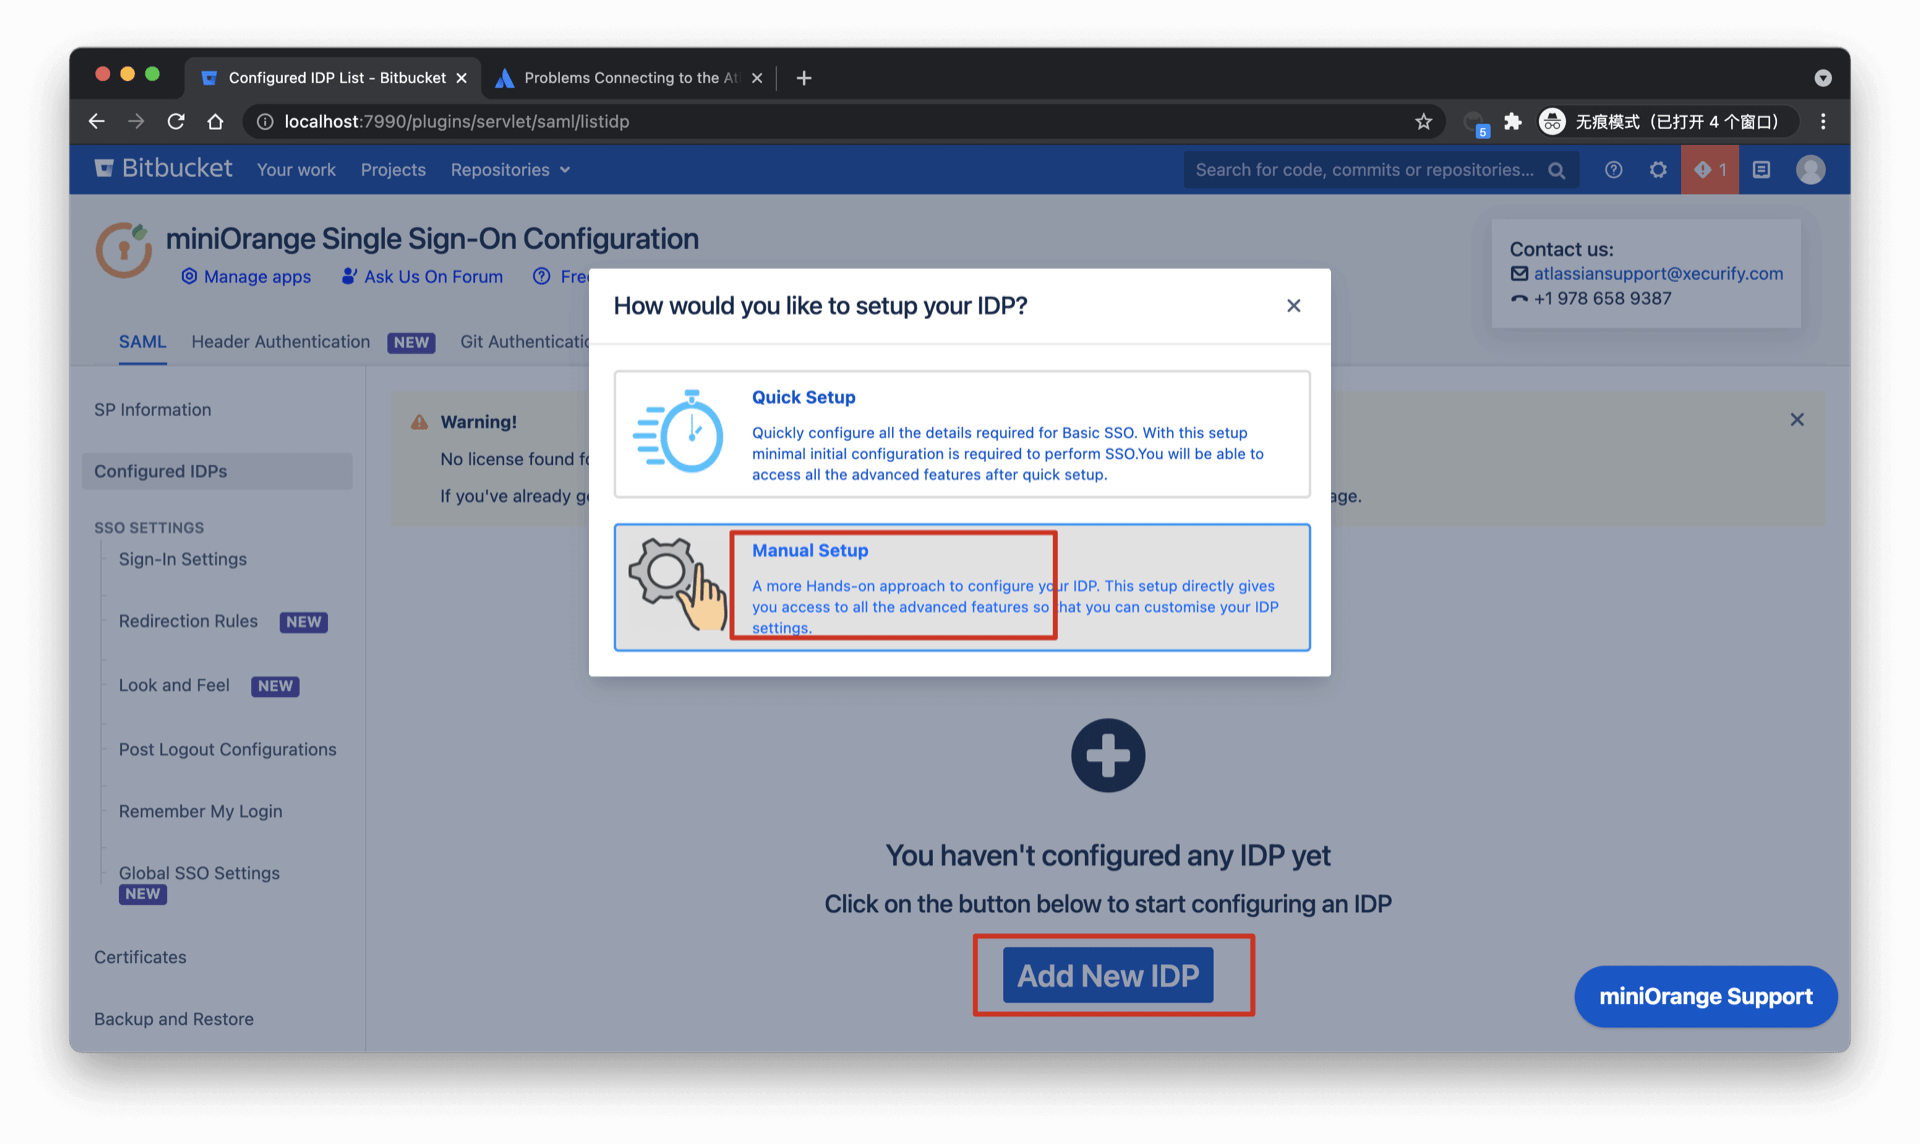 Configured IDP List - Bitbucket
Problems Connecting to the At
localhost:7990/plugins/servlet/saml/listidp
5
无痕模式（已打开 4 个窗口）
Bitbucket
Your work
Projects
Repositories
Search for code, commits or repositories...
1
miniOrange Single Sign-On Configuration
Manage apps
Ask Us On Forum
Contact us:
atlassiansupport@xecurify.com
+1 978 658 9387
SAML
Header Authentication
NEW
Git Authenticatio
How would you like to setup your IDP?
Quick Setup
Quickly configure all the details required for Basic SSO. With this setup
minimal initial configuration is required to perform SSO.You will be able to
access all the advanced features after quick setup.
Manual Setup
A more Hands-on approach to configure your IDP. This setup directly gives
you access to all the advanced features so that you can customise your IDP
settings.
SP Information
Configured IDPs
SSO SETTINGS
Sign-In Settings
Redirection Rules
NEW
Look and Feel
NEW
Post Logout Configurations
Remember My Login
Global SSO Settings
NEW
Certificates
Backup and Restore
Warning!
No license found fo
If you've already ge
age.
You haven't configured any IDP yet
Click on the button below to start configuring an IDP
Add New IDP
miniOrange Support